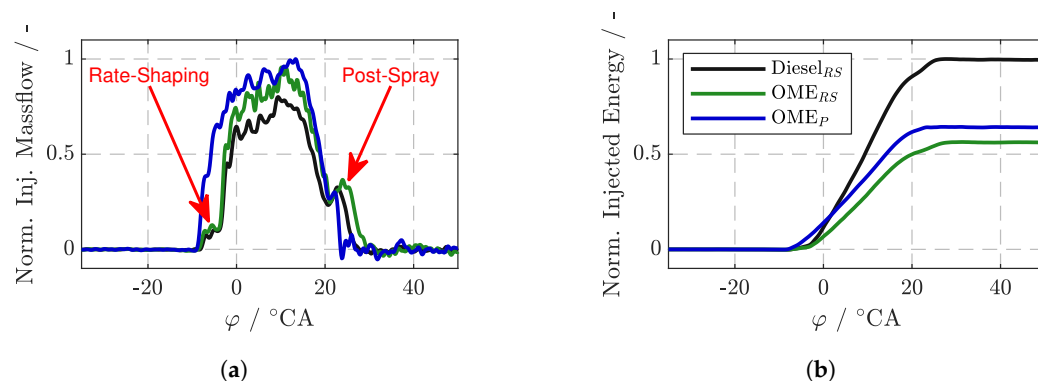 Norm. Inj. Massflow / -
1
0.5
0
Rate-Shaping
Post-Spray
-20
0
20
40
φ / °CA
(a)
Norm. Injected Energy / -
1
0.5
0
Diesel_RS
OME_RS
OME_P
-20
0
20
40
φ / °CA
(b)